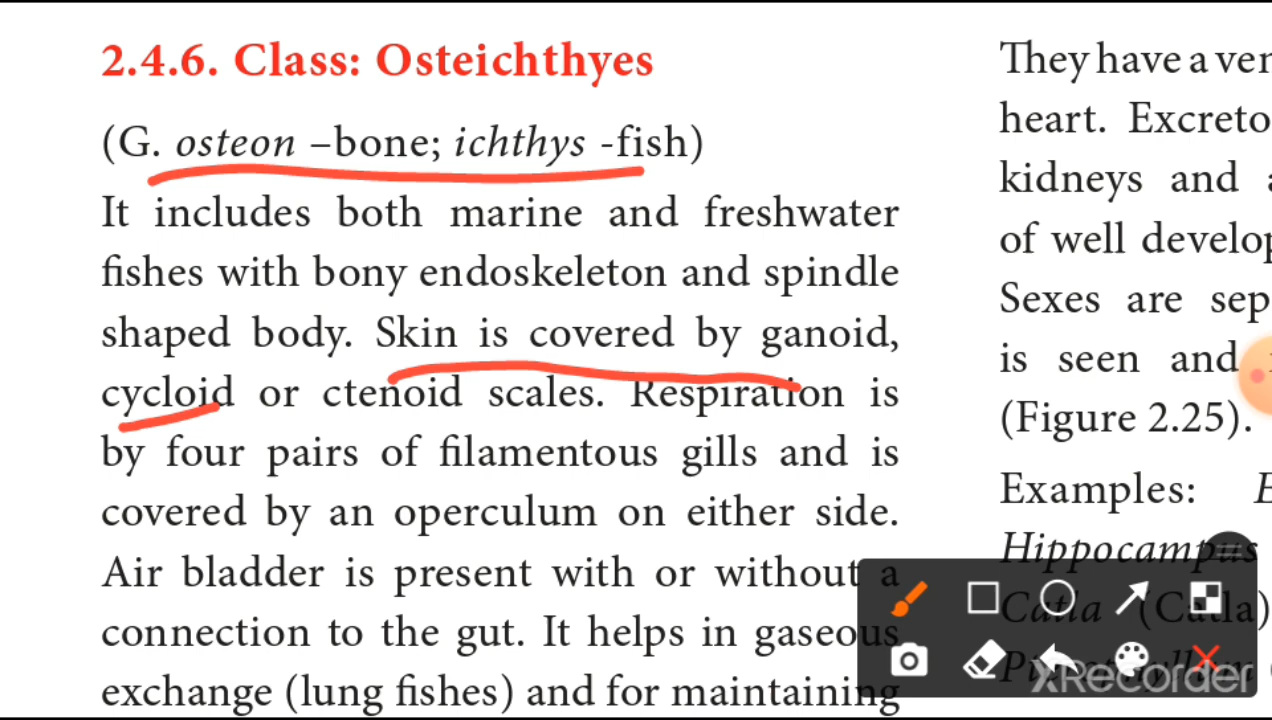 2.4.6. Class: Osteichthyes
(G. osteon –bone; ichthys -fish)
It includes both marine and freshwater
fishes with bony endoskeleton and spindle
shaped body. Skin is covered by ganoid,
cycloid or ctenoid scales. Respiration is
by four pairs of filamentous gills and is
covered by an operculum on either side.
Air bladder is present with or without a
connection to the gut. It helps in gaseous
exchange (lung fishes) and for maintaining
They have a ver
heart. Excreto
kidneys and a
of well develop
Sexes are sep
is seen and
(Figure 2.25).
Examples: E
Hippocampus
Catla (Catla)
XRecorder